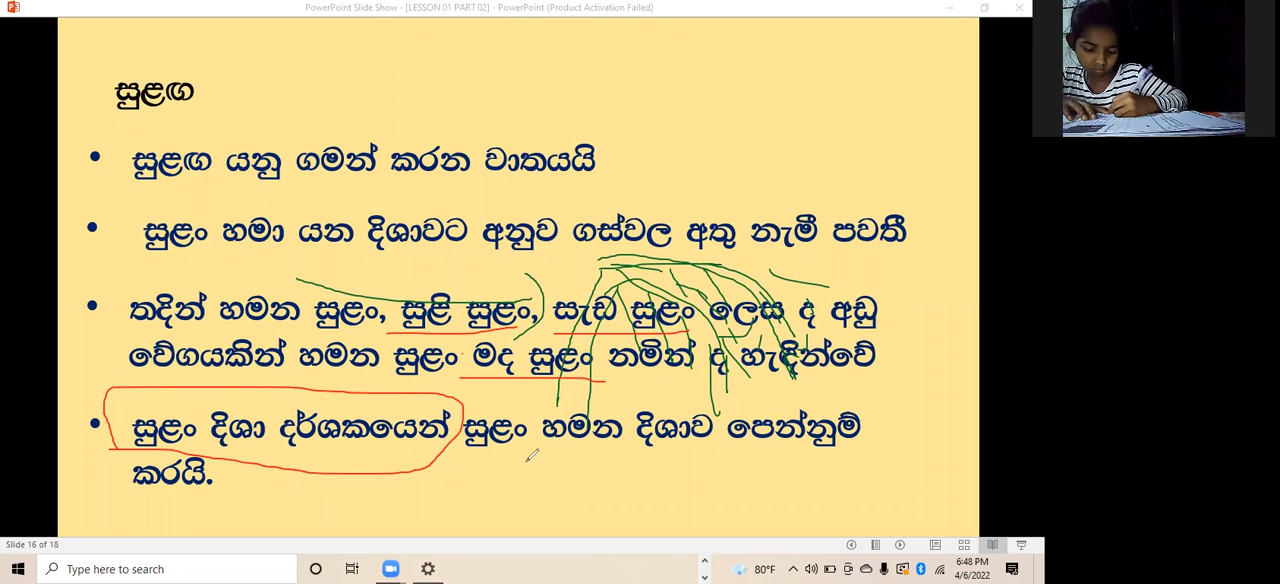 PowerPoint Slide Show - [LESSON 01 PART 02] - PowerPoint (Product Activation Failed)
සුළඟ
• සුළඟ යනු ගමන් කරන වාතයයි
• සුළං හමා යන දිශාවට අනුව ගස්වල අතු නැමී පවතී
• තදින් හමන සුළං, සුළි සුළං, සැඩ සුළං ලෙස ද අඩු
වේගයකින් හමන සුළං මද සුළං නමින් ද හැඳින්වේ
• සුළං දිශා දර්ශකයෙන් සුළං හමන දිශාව පෙන්නුම්
කරයි.
Slide 16 of 18
Type here to search
80°F
6:48 PM
4/6/2022